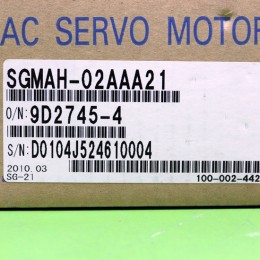 AC SERVO MOTOR
SGMAH-02AAA21
O/N: 9D2745-4
S/N: D0104J524610004
2010.03
SG-21
100-002-442